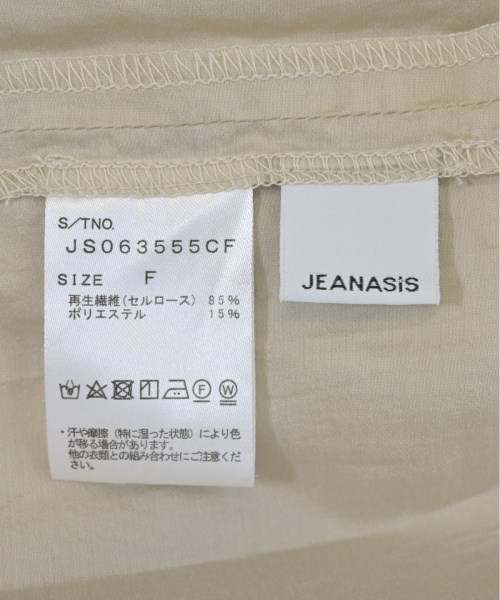 S/TNO.
JS063555CF
SIZE F
再生繊維(セルロース) 85%
ポリエステル 15%
F W
・汗や摩擦（特に湿った状態）により色
が移る場合があります。
他の衣類との組み合わせにご注意くだ
さい。
JEANASiS